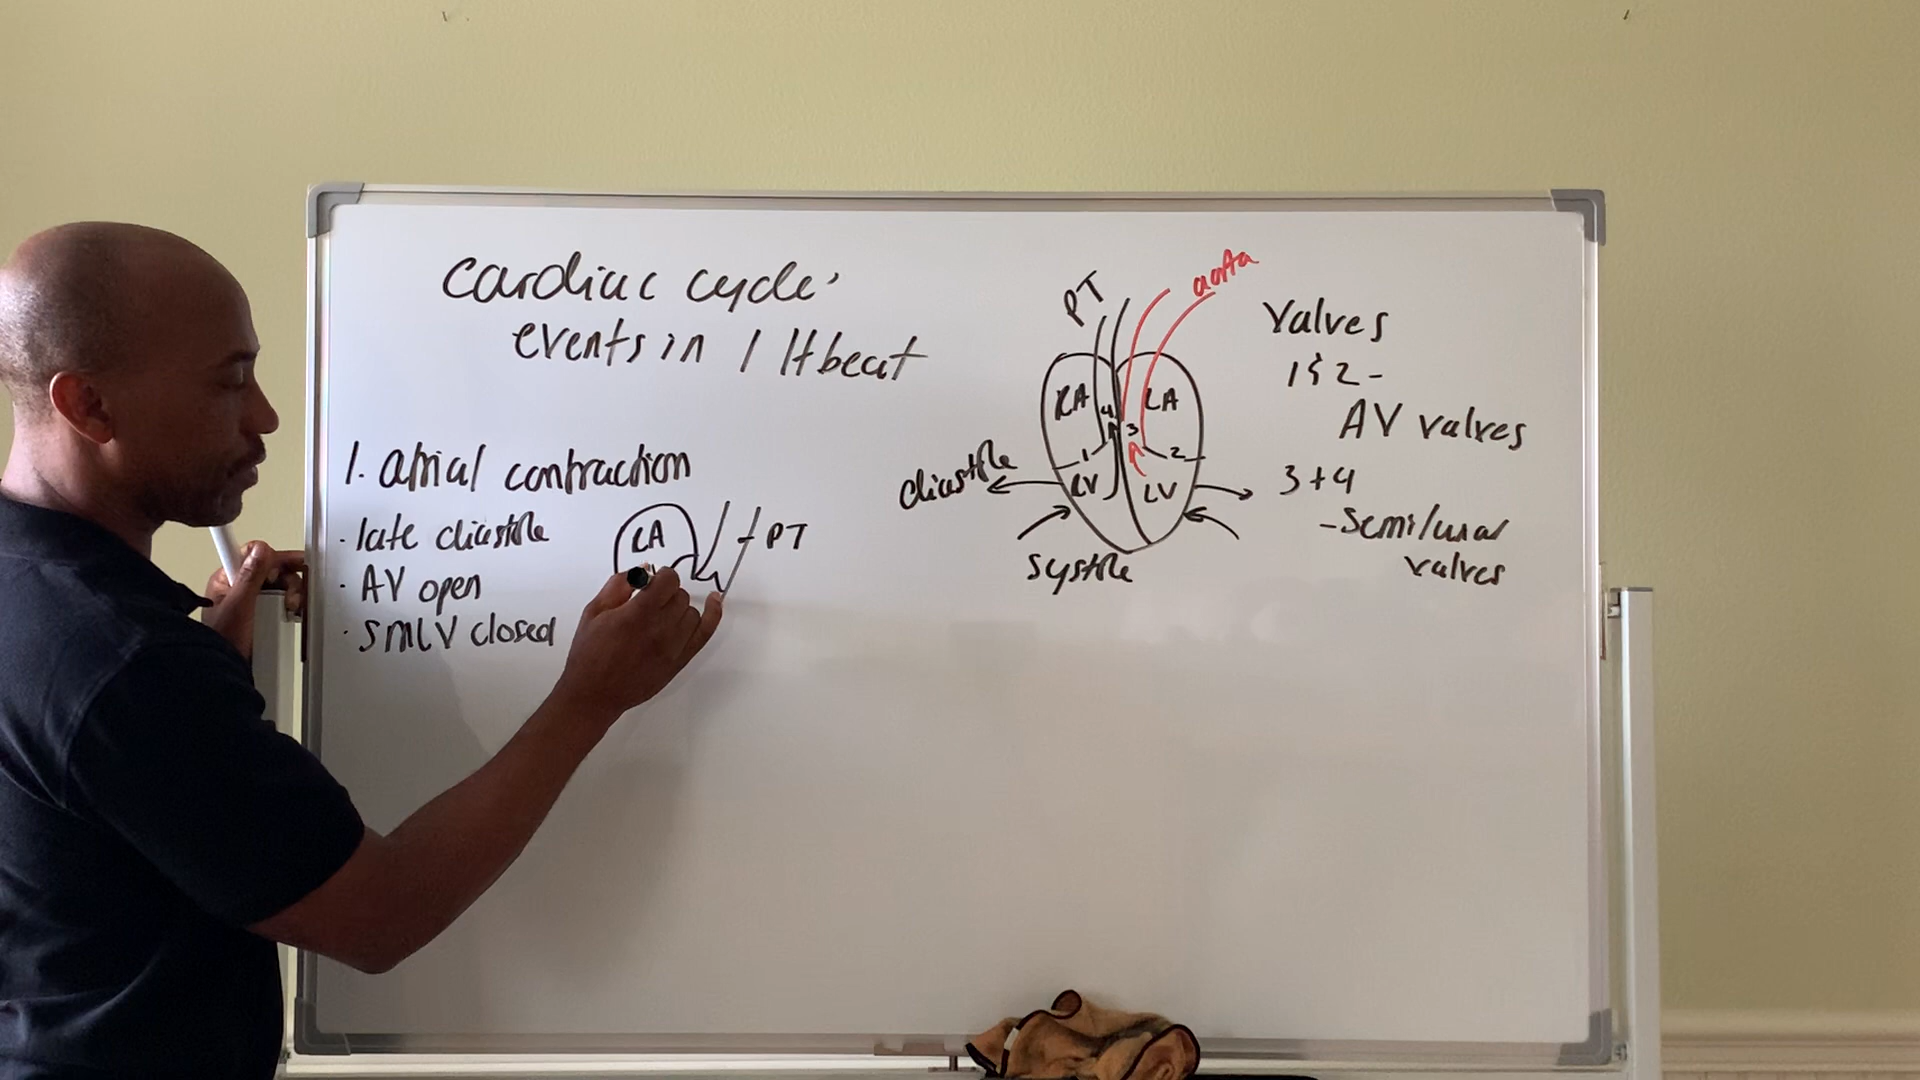 Cardiac cycle:
events in 1 Htbeat
1. atrial contraction
· late diastole
· AV open
· SMLV closed
RA
PT
PT
aorta
RA
LA
4
3
1
2
RV
LV
diastole
systole
Valves
1 & 2 -
AV valves
3 + 4
- Semilunar
valves